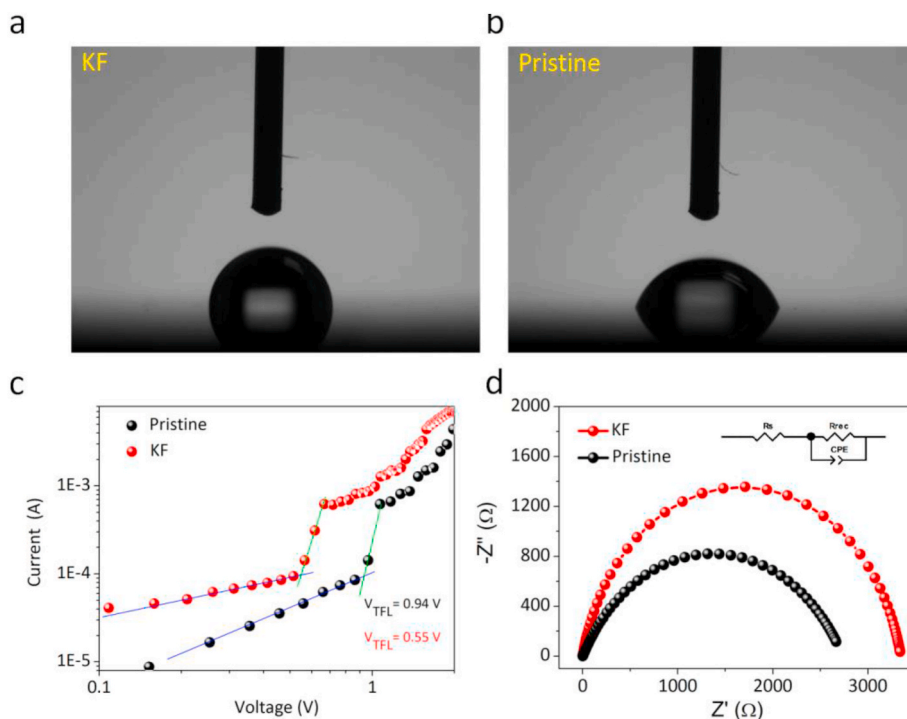 a
KF
b
Pristine
c
Pristine
KF
1E-3
1E-4
1E-5
Current (A)
V_TFL = 0.94 V
V_TFL = 0.55 V
0.1
1
Voltage (V)
d
2000
1600
1200
800
400
0
-Z'' (Ω)
KF
Pristine
Rs
Rrec
CPE
0
1000
2000
3000
Z' (Ω)